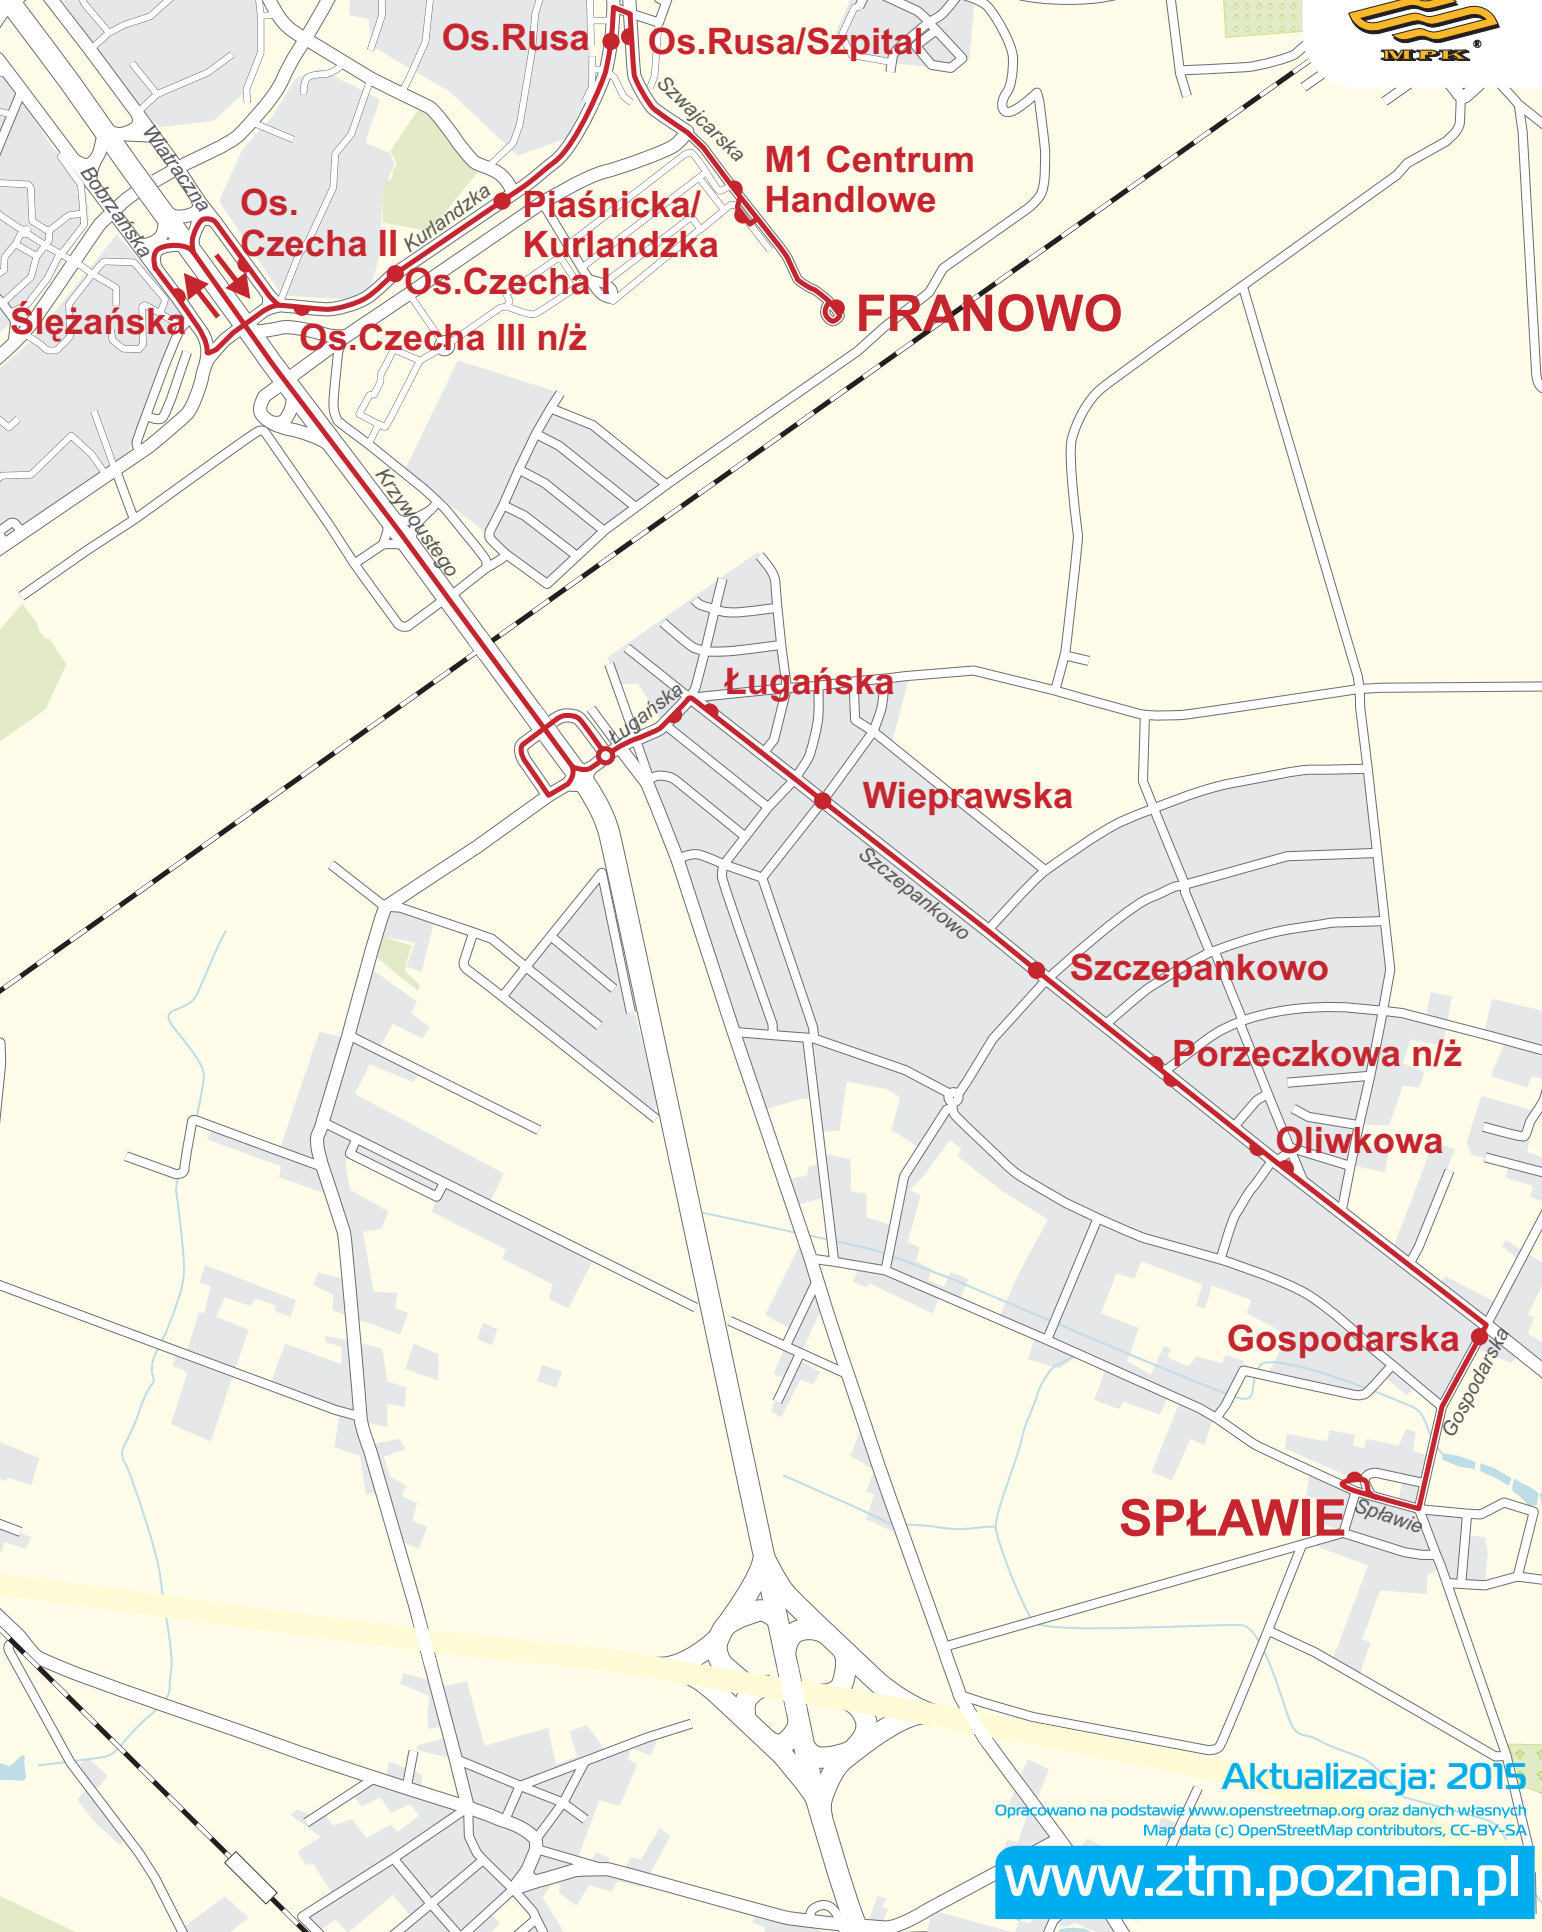 Os.Rusa
Os.Rusa/Szpital
MPK®
Szwajcarska
Wiatraczna
Bobrzańska
M1 Centrum
Handlowe
Os.
Czecha II
Kurlandzka
Piaśnicka/
Kurlandzka
Os.Czecha I
Ślężańska
Os.Czecha III n/ż
FRANOWO
Krzywoustego
Ługańska
Ługańska
Wieprawska
Szczepankowo
Szczepankowo
Porzeczkowa n/ż
Oliwkowa
Gospodarska
Gospodarska
SPŁAWIE
Spławie
Aktualizacja: 2015
Opracowano na podstawie www.openstreetmap.org oraz danych własnych
Map data (c) OpenStreetMap contributors, CC-BY-SA
www.ztm.poznan.pl